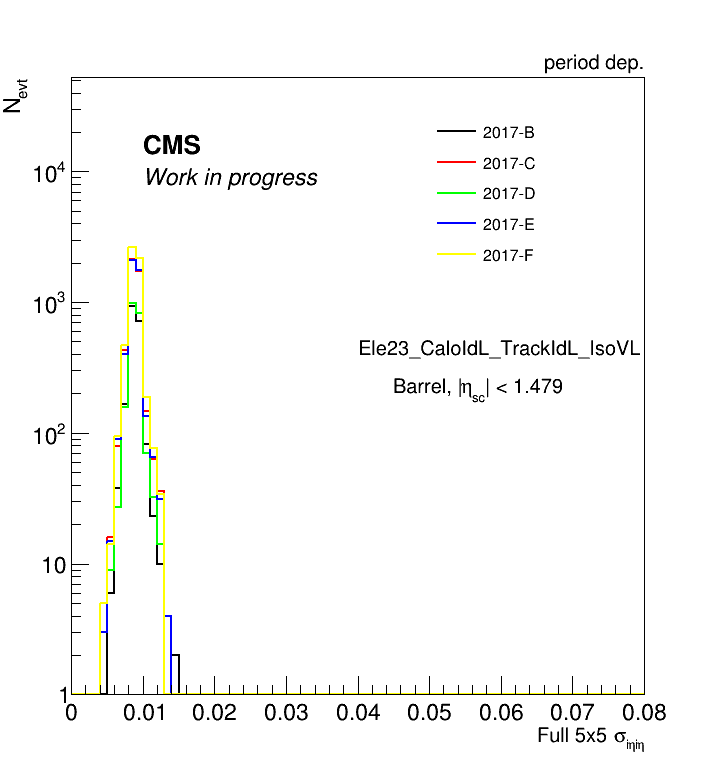 period dep.
N_evt
CMS
Work in progress
2017-B
2017-C
2017-D
2017-E
2017-F
Ele23_CaloIdL_TrackIdL_IsoVL
Barrel, |η_sc| < 1.479
10^4
10^3
10^2
10
1
0 0.01 0.02 0.03 0.04 0.05 0.06 0.07 0.08
Full 5x5 σ_iηiη